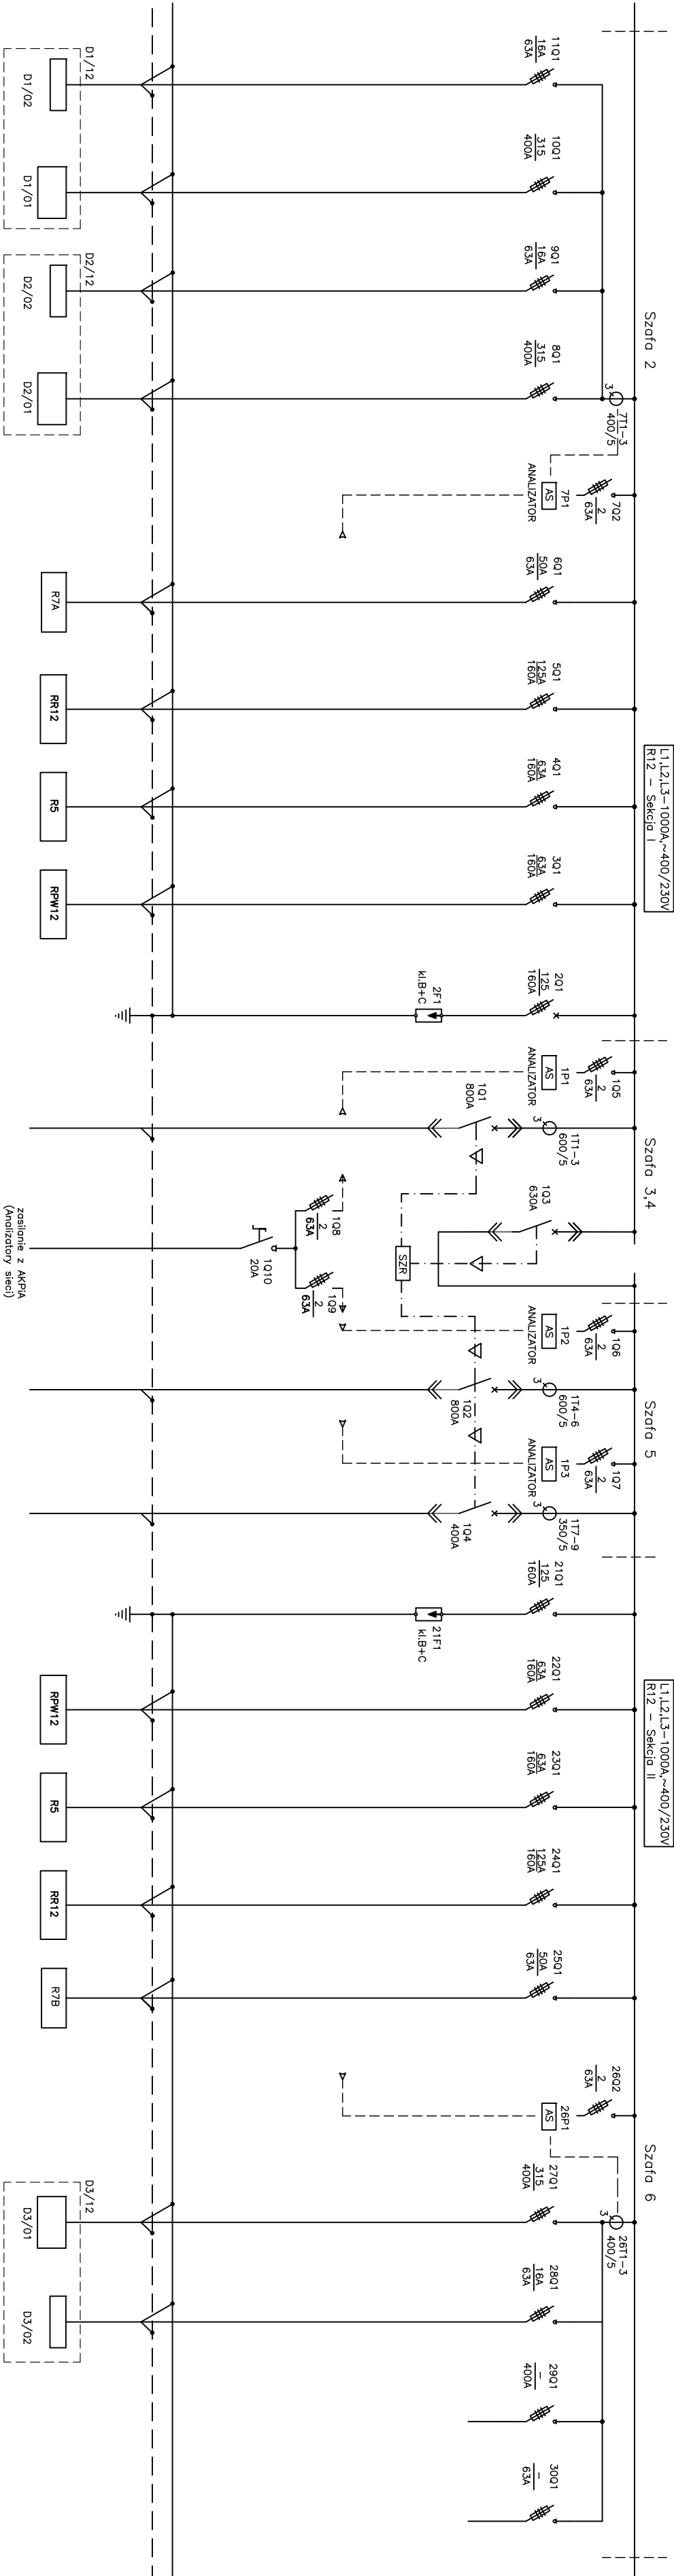 Szafa 2
11Q1
16A
63A
10Q1
315
400A
9Q1
16A
63A
8Q1
315
400A
3
7T1-3
400/5
7Q2
2
63A
7P1
AS
ANALIZATOR
6Q1
50A
63A
5Q1
125A
160A
4Q1
63A
160A
3Q1
63A
160A
2Q1
125
160A
2F1
kl.B+C
D1/12
D1/02
D1/01
D2/12
D2/02
D2/01
R7A
RR12
R5
RPW12
L1,L2,L3-1000A,~400/230V
R12 - Sekcja I
Szafa 3,4
1Q5
2
63A
1P1
AS
ANALIZATOR
3
1T1-3
600/5
1Q1
800A
1Q3
630A
SZR
1Q8
2
63A
1Q9
2
63A
1Q10
20A
zasilanie z AKPiA
(Analizatory sieci)
Szafa 5
1Q6
2
63A
1P2
AS
ANALIZATOR
3
1T4-6
600/5
1Q2
800A
1Q7
2
63A
1P3
AS
ANALIZATOR
3
1T7-9
350/5
1Q4
400A
L1,L2,L3-1000A,~400/230V
R12 - Sekcja II
21Q1
125
160A
21F1
kl.B+C
22Q1
63A
160A
23Q1
63A
160A
24Q1
125A
160A
25Q1
50A
63A
RPW12
R5
RR12
R7B
Szafa 6
26Q2
2
63A
26P1
AS
3
26T1-3
400/5
27Q1
315
400A
28Q1
16A
63A
29Q1
-
400A
30Q1
-
63A
D3/12
D3/01
D3/02